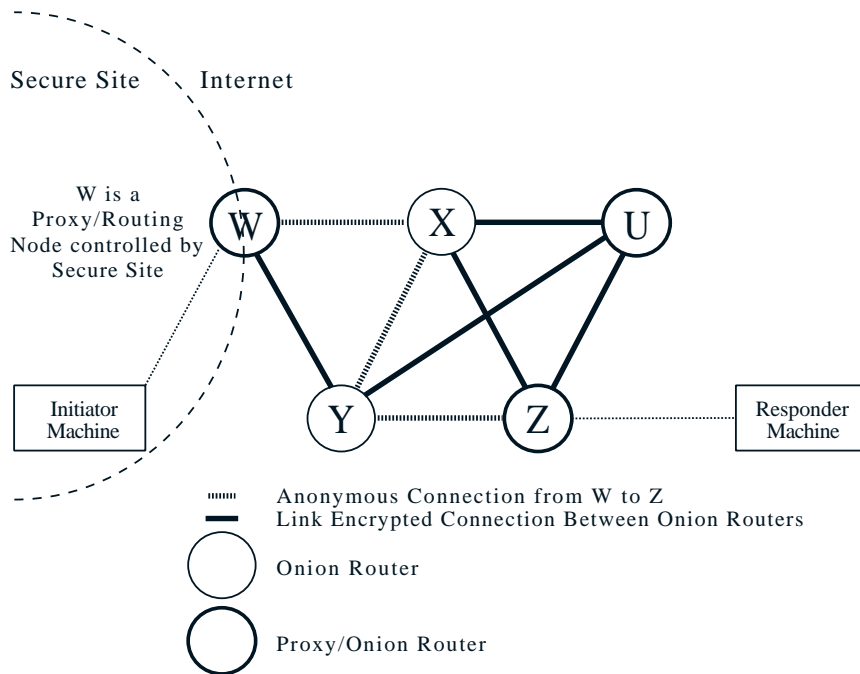 Secure Site
Internet
W is a
Proxy/Routing
Node controlled by
Secure Site
W
X
U
Initiator
Machine
Y
Z
Responder
Machine
Anonymous Connection from W to Z
Link Encrypted Connection Between Onion Routers
Onion Router
Proxy/Onion Router